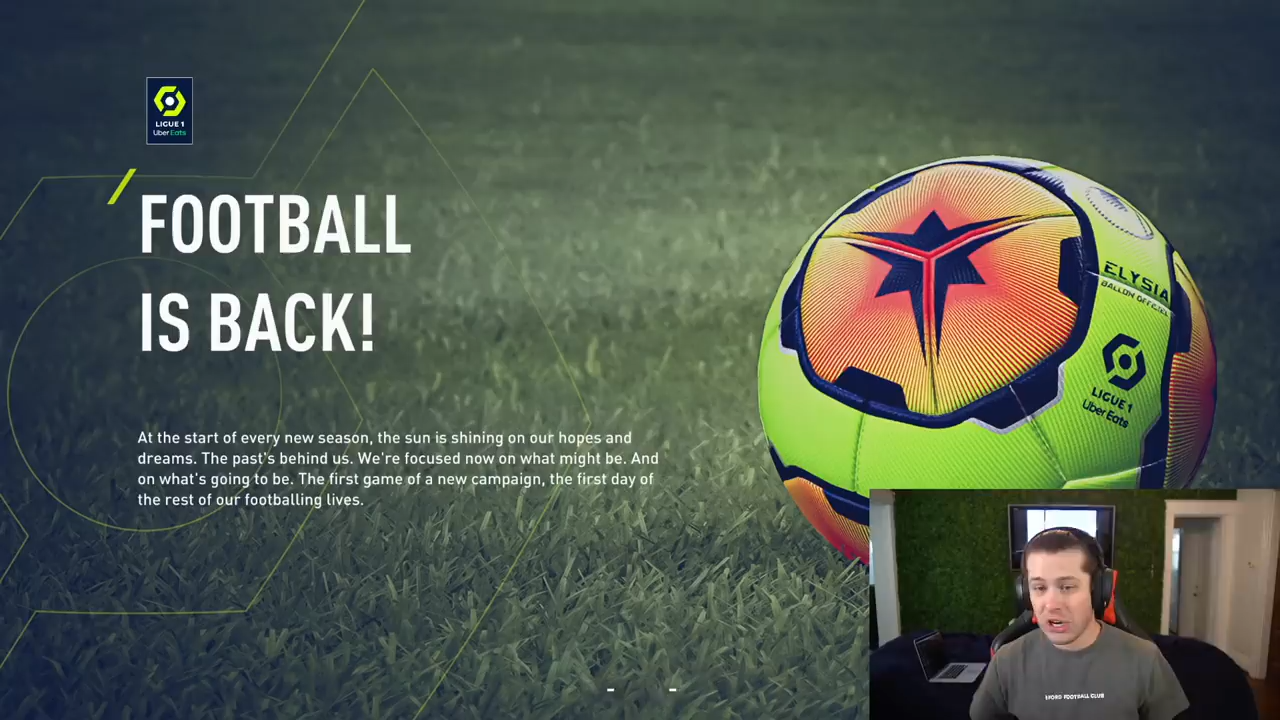 LIGUE 1
Uber Eats
FOOTBALL
IS BACK!
At the start of every new season, the sun is shining on our hopes and
dreams. The past's behind us. We're focused now on what might be. And
on what's going to be. The first game of a new campaign, the first day of
the rest of our footballing lives.
ELYSIA
BALLON OFFICIEL
LIGUE 1
Uber Eats
FOOTBALL CLUB